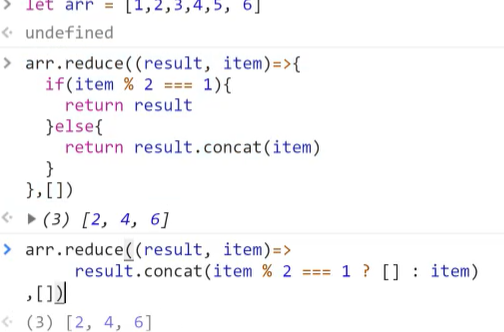 > let arr = [1,2,3,4,5, 6]
<· undefined
> arr.reduce((result, item)=>{
if(item % 2 === 1){
return result
}else{
return result.concat(item)
}
},[])
<· ▶ (3) [2, 4, 6]
> arr.reduce((result, item)=>
result.concat(item % 2 === 1 ? [] : item)
,[])
<· (3) [2, 4, 6]